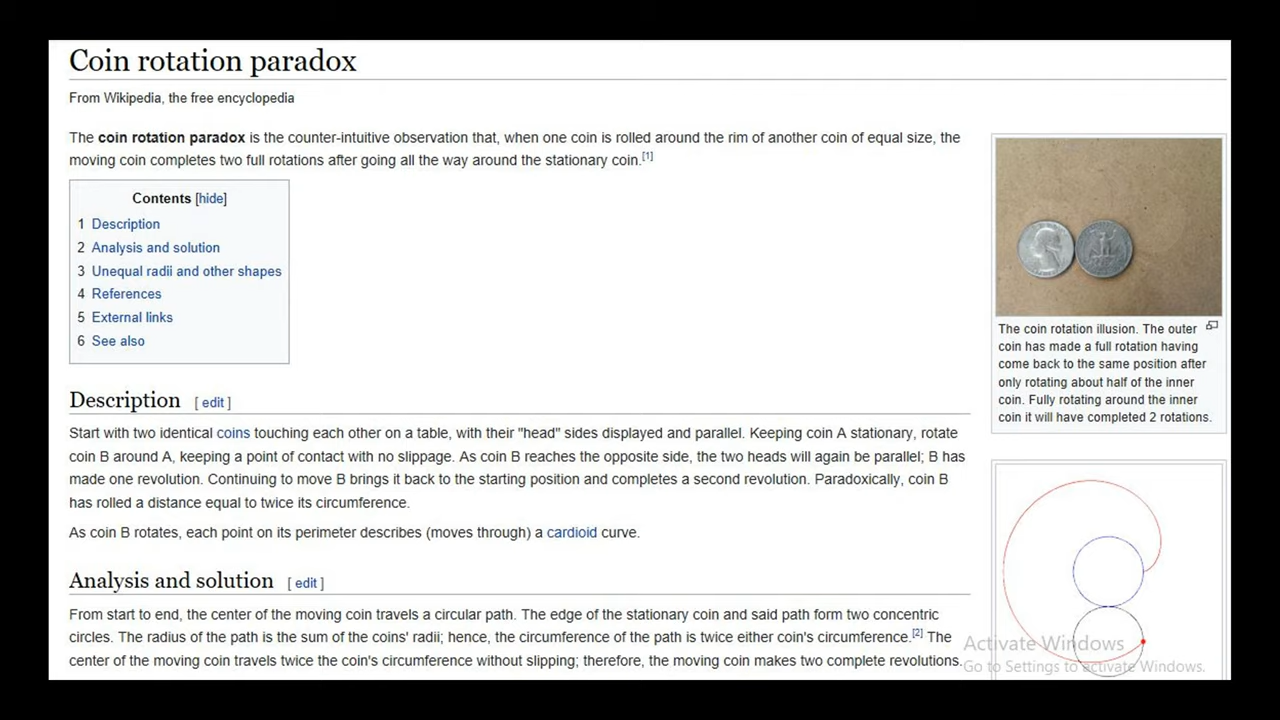 Coin rotation paradox
From Wikipedia, the free encyclopedia
The coin rotation paradox is the counter-intuitive observation that, when one coin is rolled around the rim of another coin of equal size, the
moving coin completes two full rotations after going all the way around the stationary coin.[1]
Contents [hide]
1 Description
2 Analysis and solution
3 Unequal radii and other shapes
4 References
5 External links
6 See also
The coin rotation illusion. The outer
coin has made a full rotation having
come back to the same position after
only rotating about half of the inner
coin. Fully rotating around the inner
coin it will have completed 2 rotations.
Description [ edit ]
Start with two identical coins touching each other on a table, with their "head" sides displayed and parallel. Keeping coin A stationary, rotate
coin B around A, keeping a point of contact with no slippage. As coin B reaches the opposite side, the two heads will again be parallel; B has
made one revolution. Continuing to move B brings it back to the starting position and completes a second revolution. Paradoxically, coin B
has rolled a distance equal to twice its circumference.
As coin B rotates, each point on its perimeter describes (moves through) a cardioid curve.
Analysis and solution [ edit ]
From start to end, the center of the moving coin travels a circular path. The edge of the stationary coin and said path form two concentric
circles. The radius of the path is the sum of the coins' radii; hence, the circumference of the path is twice either coin's circumference.[2] The
center of the moving coin travels twice the coin's circumference without slipping; therefore, the moving coin makes two complete revolutions.
Activate Windows
Go to Settings to activate Windows.